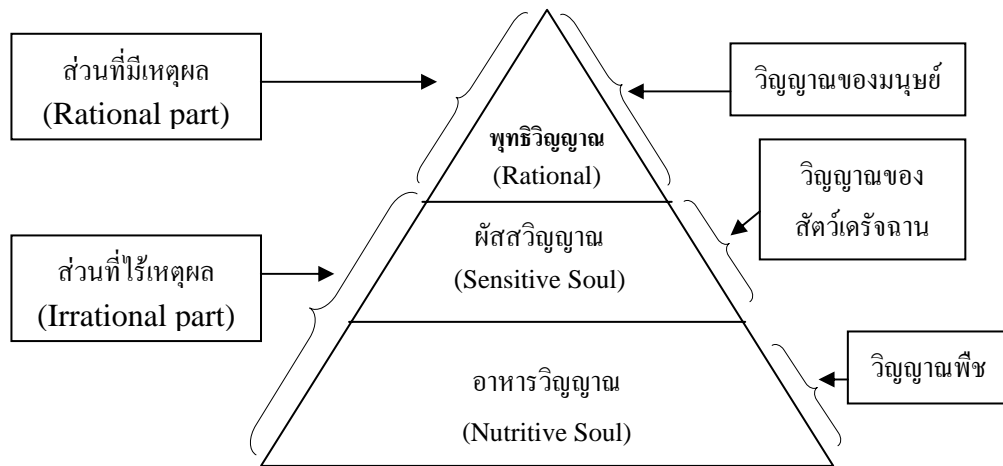 ส่วนที่มีเหตุผล
(Rational part)
วิญญาณของมนุษย์
พุทธิวิญญาณ
(Rational)
วิญญาณของ
สัตว์เดรัจฉาน
ผัสสวิญญาณ
(Sensitive Soul)
ส่วนที่ไร้เหตุผล
(Irrational part)
วิญญาณพืช
อาหารวิญญาณ
(Nutritive Soul)